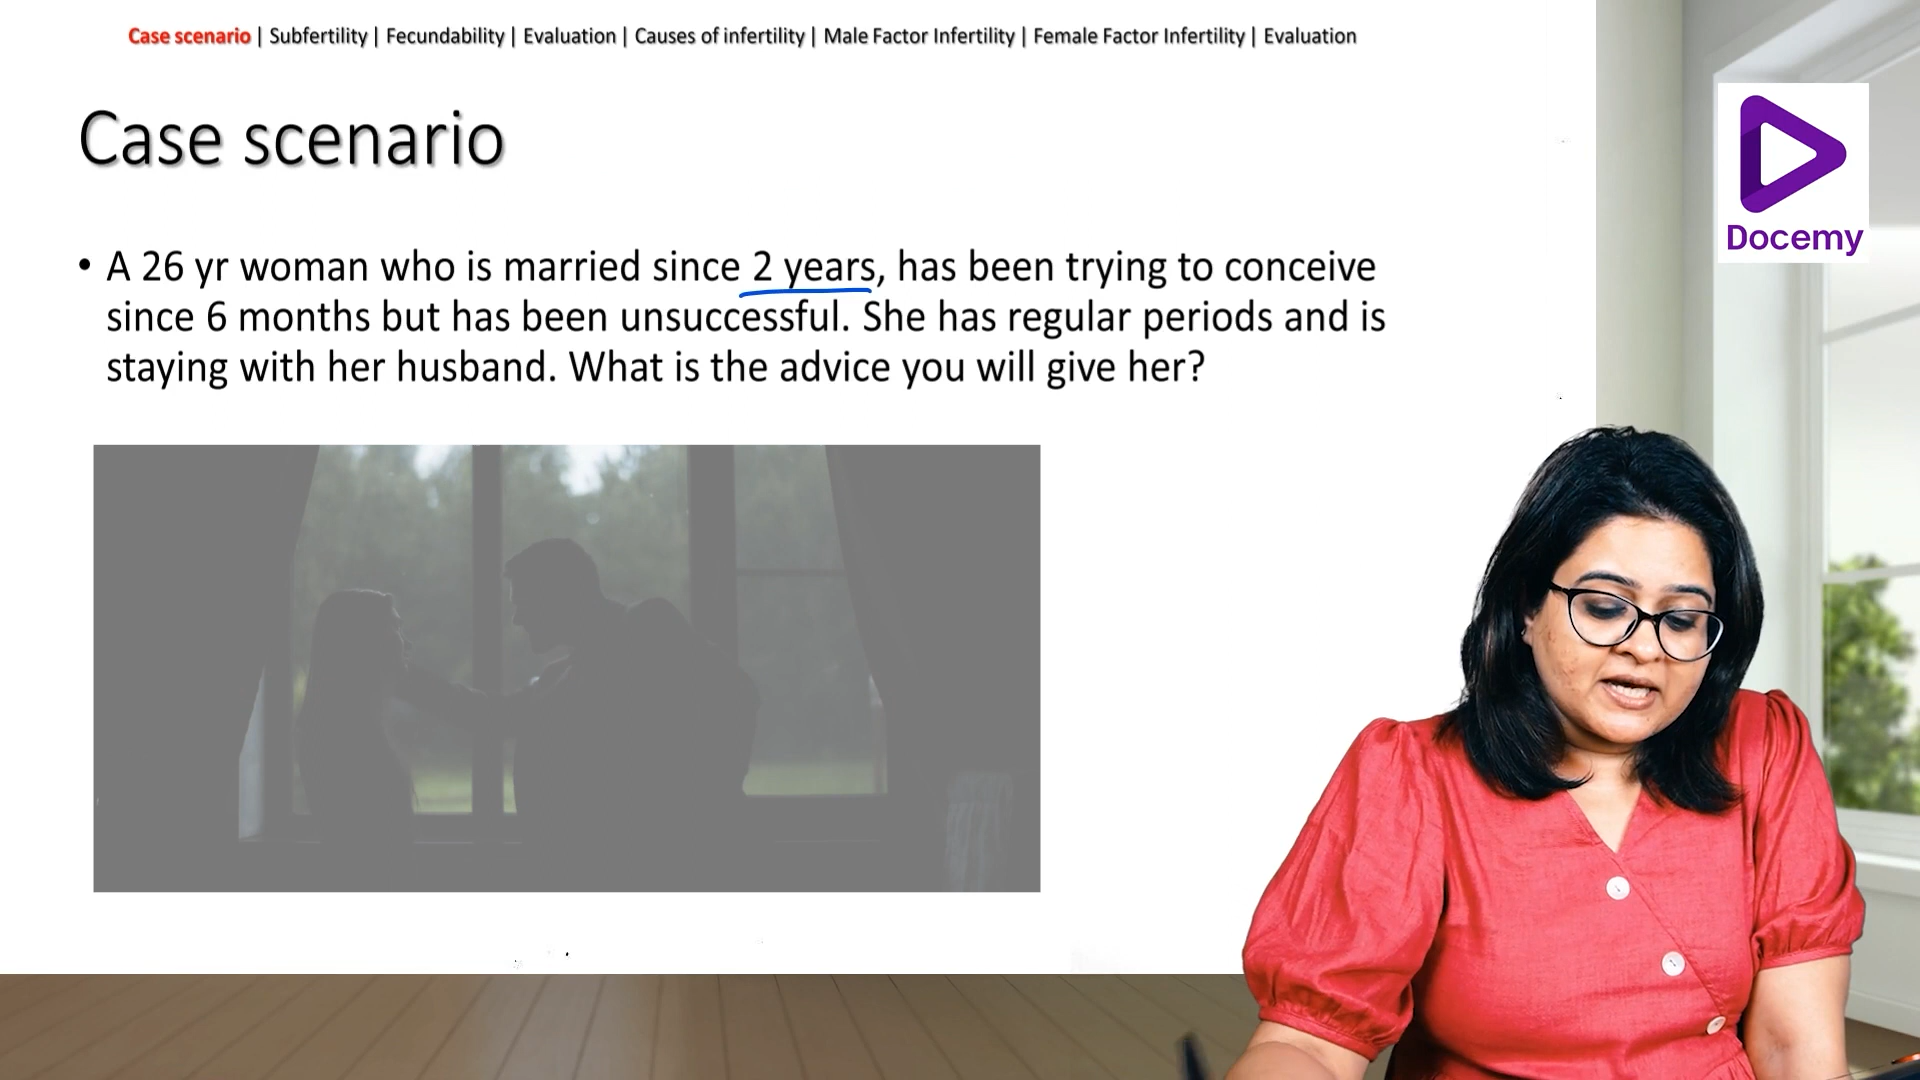 Case scenario | Subfertility | Fecundability | Evaluation | Causes of infertility | Male Factor Infertility | Female Factor Infertility | Evaluation
Case scenario
• A 26 yr woman who is married since 2 years, has been trying to conceive
since 6 months but has been unsuccessful. She has regular periods and is
staying with her husband. What is the advice you will give her?
Docemy